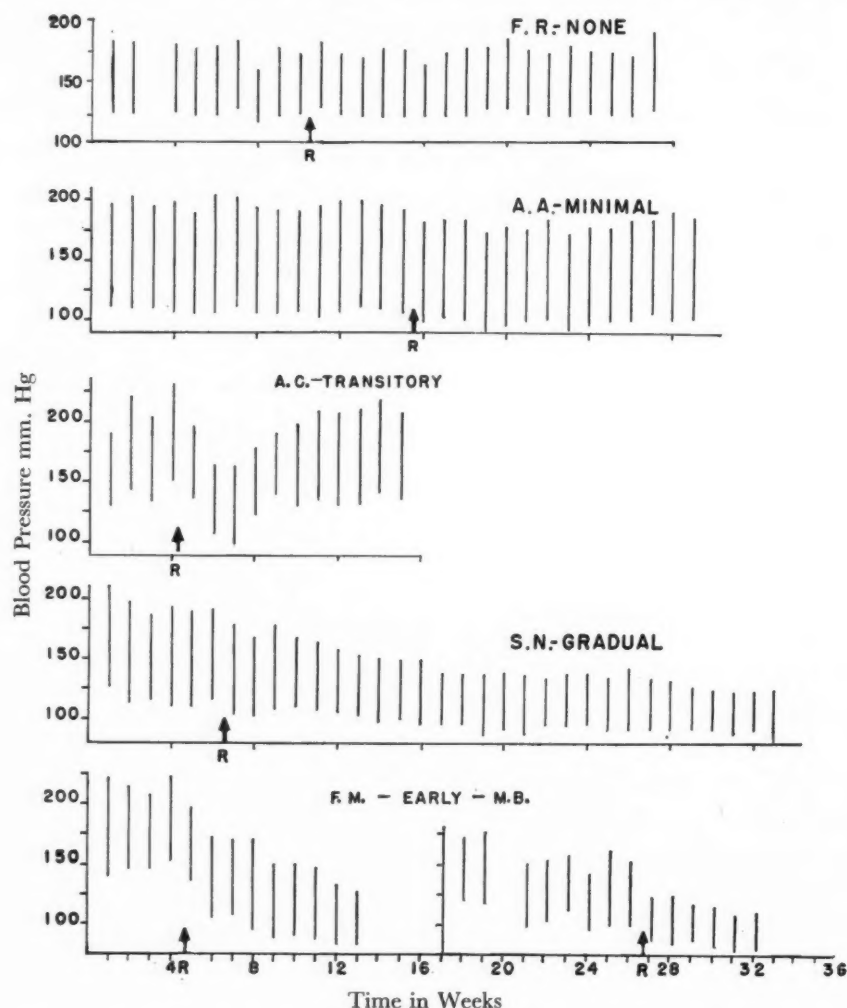 F. R.- NONE
200
150
100
R
A. A.- MINIMAL
200
150
100
R
A. C.- TRANSITORY
200
150
100
R
S. N.- GRADUAL
200
150
100
R
F. M. - EARLY - M. B.
200
150
100
4R 8 12 16 20 24 R 28 32 36
Blood Pressure mm. Hg
Time in Weeks